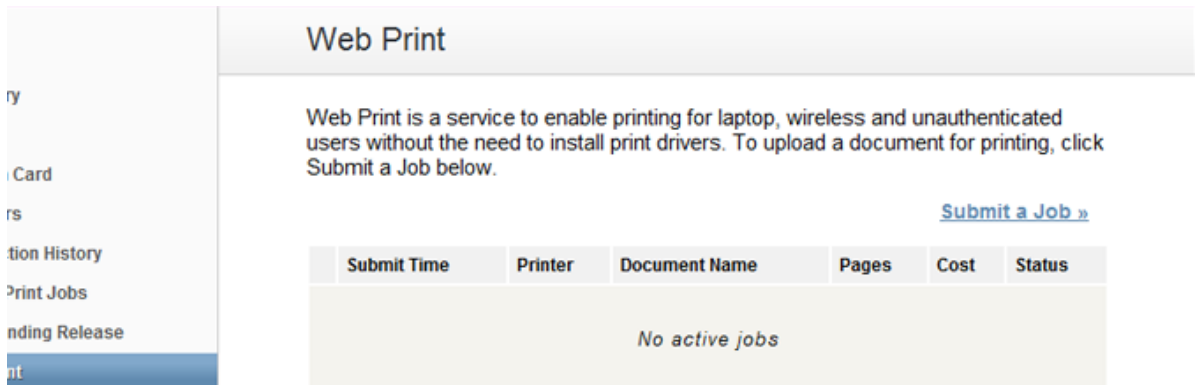 Web Print
ry
Web Print is a service to enable printing for laptop, wireless and unauthenticated
users without the need to install print drivers. To upload a document for printing, click
Submit a Job below.
Card
rs
tion History
Print Jobs
nding Release
nt
Submit a Job »
Submit Time Printer Document Name Pages Cost Status
No active jobs